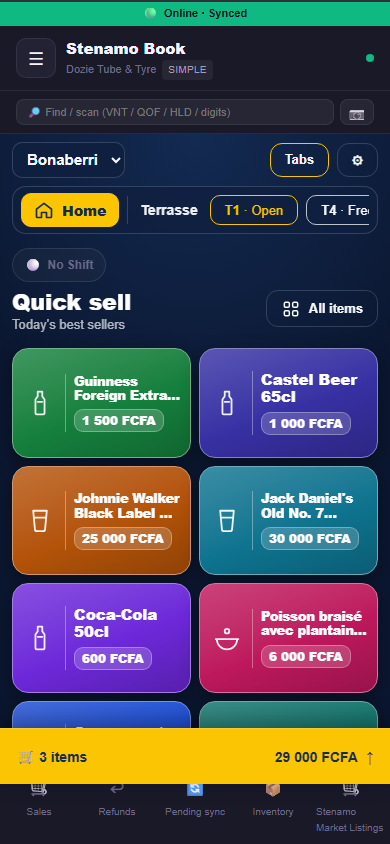 Online · Synced
Stenamo Book
Dozie Tube & Tyre SIMPLE
Find / scan (VNT / QOF / HLD / digits)
Bonaberri
Tabs
Home
Terrasse
T1 · Open
T4 ·
No Shift
Quick sell
Today's best sellers
All items
Guinness
Foreign Extra...
1 500 FCFA
Castel Beer
65cl
1 000 FCFA
Johnnie Walker
Black Label ...
25 000 FCFA
Jack Daniel's
Old No. 7...
30 000 FCFA
Coca-Cola
50cl
600 FCFA
Poisson braisé
avec plantain...
6 000 FCFA
3 items
29 000 FCFA ↑
Sales
Refunds
Pending sync
Inventory
Stenamo
Market Listings